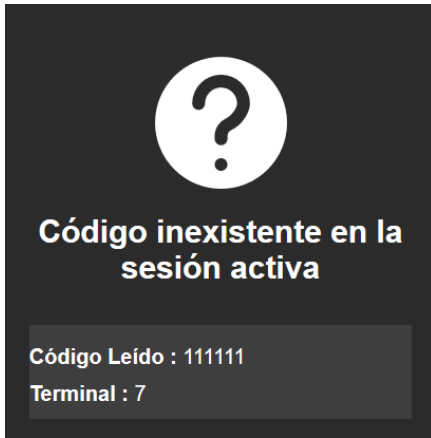 Código inexistente en la
sesión activa
Código Leído : 111111
Terminal : 7